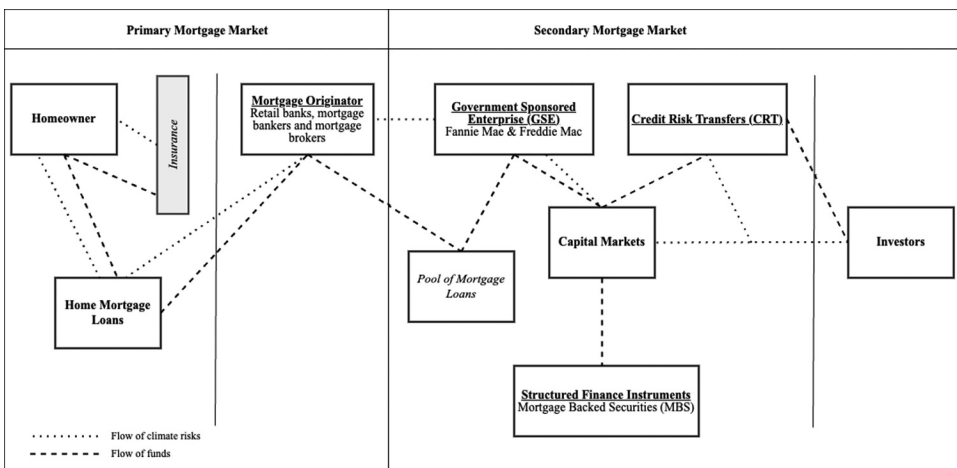 Primary Mortgage Market
Secondary Mortgage Market
Homeowner
Insurance
Mortgage Originator
Retail banks, mortgage
bankers and mortgage
brokers
Government Sponsored
Enterprise (GSE)
Fannie Mae & Freddie Mac
Credit Risk Transfers (CRT)
Capital Markets
Investors
Pool of Mortgage
Loans
Home Mortgage
Loans
Structured Finance Instruments
Mortgage Backed Securities (MBS)
Flow of climate risks
Flow of funds